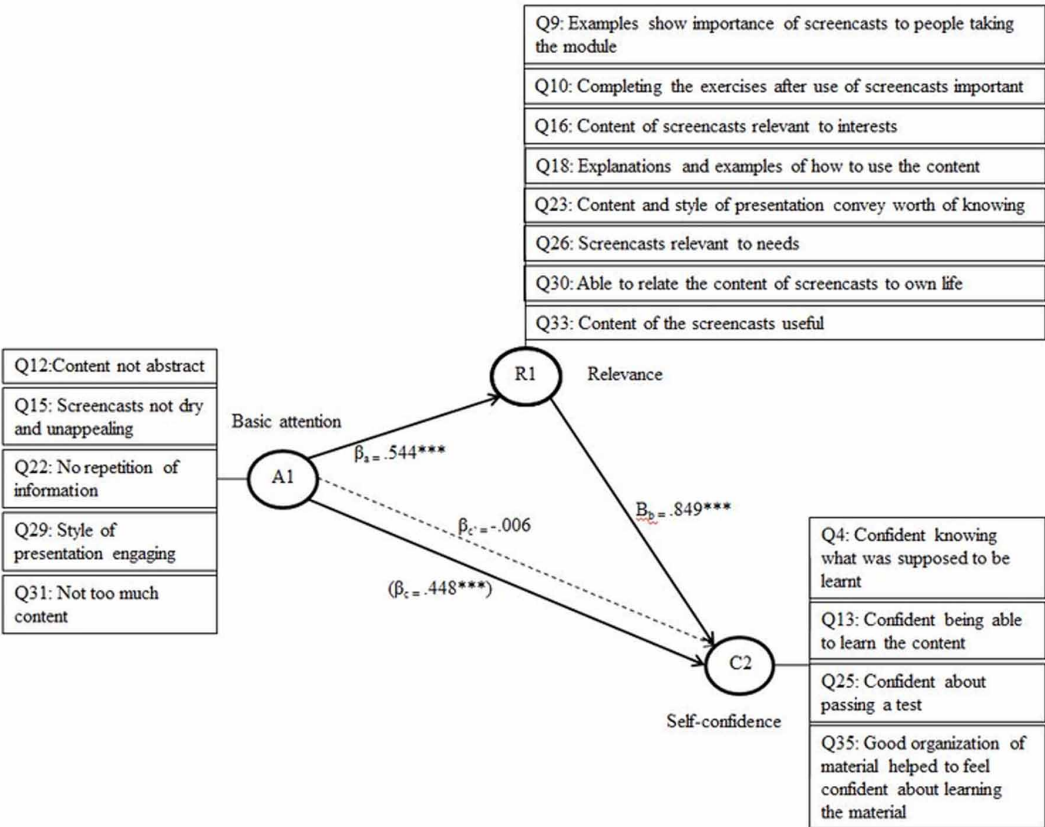 Q9: Examples show importance of screencasts to people taking
the module
Q10: Completing the exercises after use of screencasts important
Q16: Content of screencasts relevant to interests
Q18: Explanations and examples of how to use the content
Q23: Content and style of presentation convey worth of knowing
Q26: Screencasts relevant to needs
Q30: Able to relate the content of screencasts to own life
Q33: Content of the screencasts useful
R1
Relevance
Q12:Content not abstract
Q15: Screencasts not dry
and unappealing
Q22: No repetition of
information
Q29: Style of
presentation engaging
Q31: Not too much
content
Basic attention
A1
βa = .544***
Bb = .849***
βc' = -.006
(βc = .448***)
C2
Self-confidence
Q4: Confident knowing
what was supposed to be
learnt
Q13: Confident being able
to learn the content
Q25: Confident about
passing a test
Q35: Good organization of
material helped to feel
confident about learning
the material